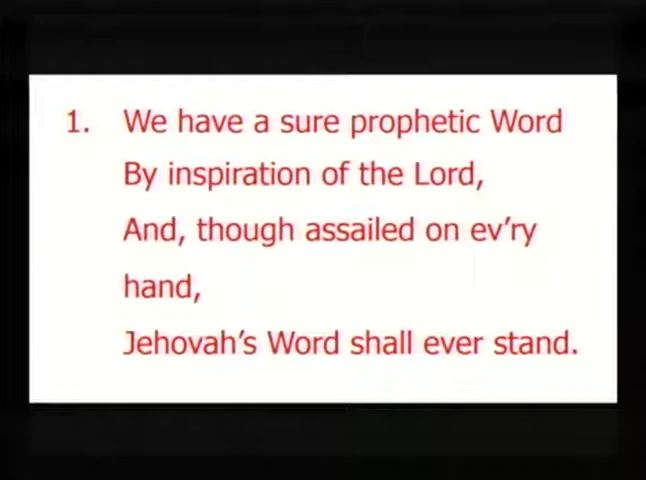 1. We have a sure prophetic Word
By inspiration of the Lord,
And, though assailed on ev’ry
hand,
Jehovah’s Word shall ever stand.